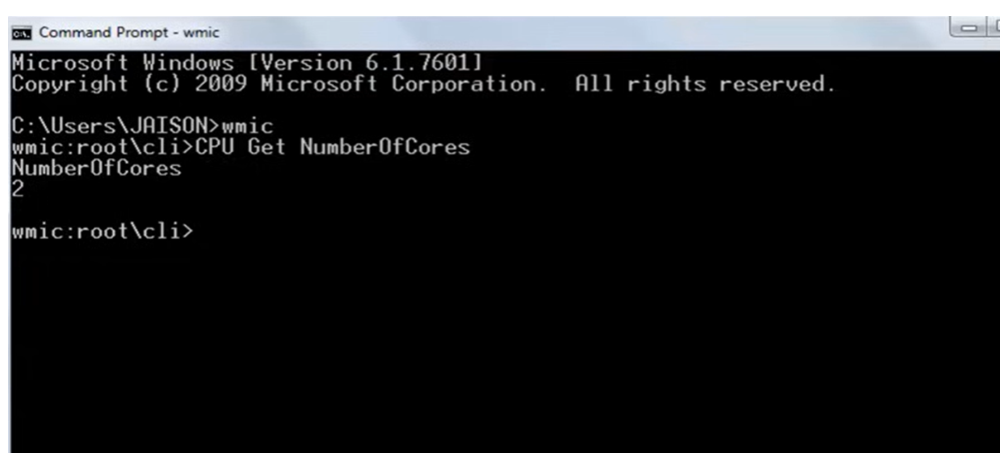 Command Prompt - wmic
Microsoft Windows [Version 6.1.7601]
Copyright (c) 2009 Microsoft Corporation.  All rights reserved.
C:\Users\JAISON>wmic
wmic:root\cli>CPU Get NumberOfCores
NumberOfCores
2
wmic:root\cli>